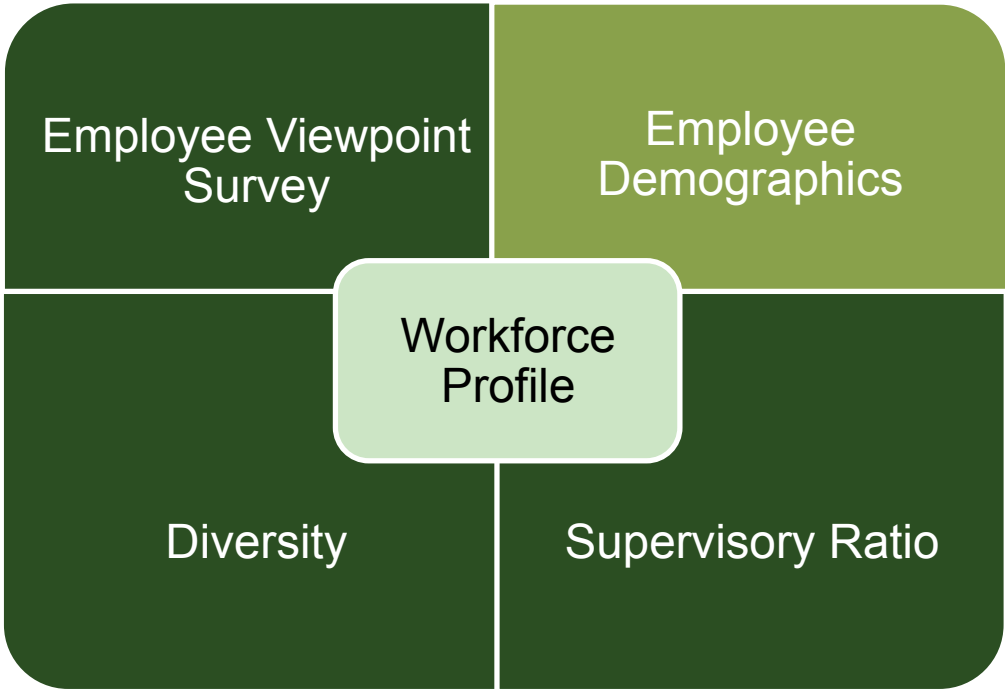 Employee Viewpoint
Survey
Employee
Demographics
Workforce
Profile
Diversity
Supervisory Ratio